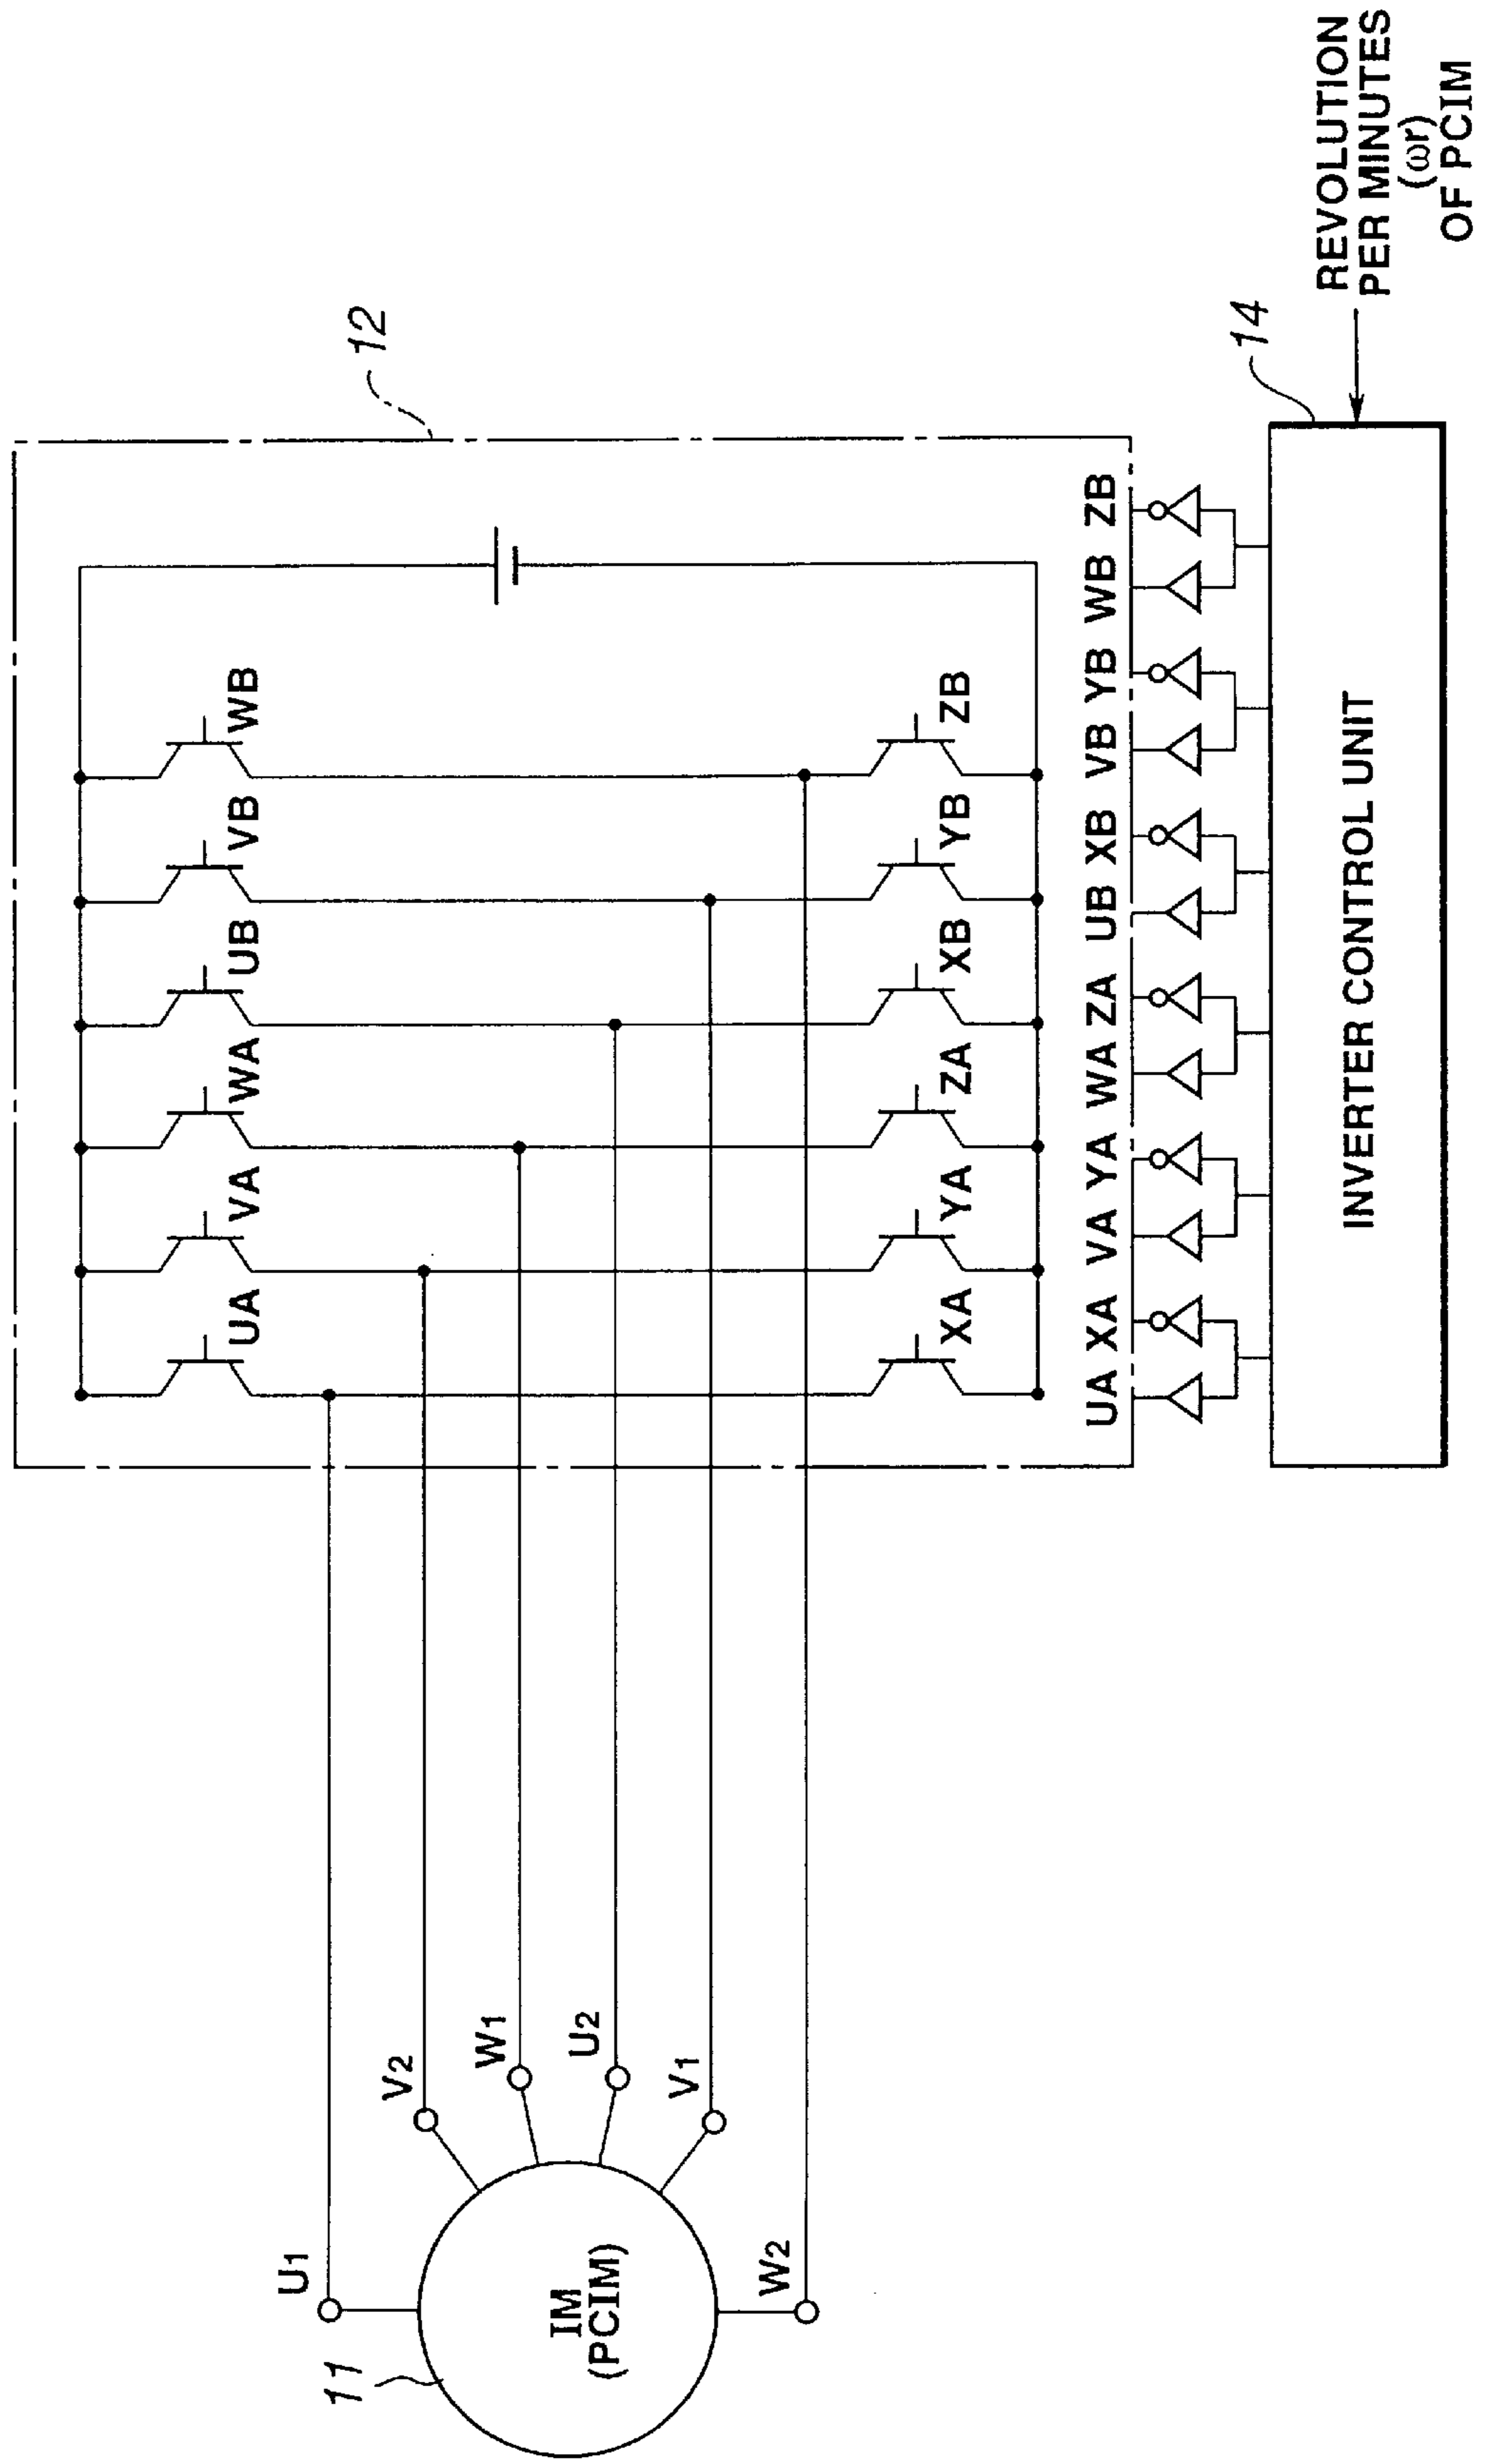 12
WB
VB
UB
WA
VA
UA
ZB
YB
XB
ZA
YA
XA
UA XA VA YA WA ZA UB XB VB YB WB ZB
14
INVERTER CONTROL UNIT
REVOLUTION
PER MINUTES
(ωr)
OF PCIM
U1
V2
W1
U2
V1
W2
11
IM
(PCIM)